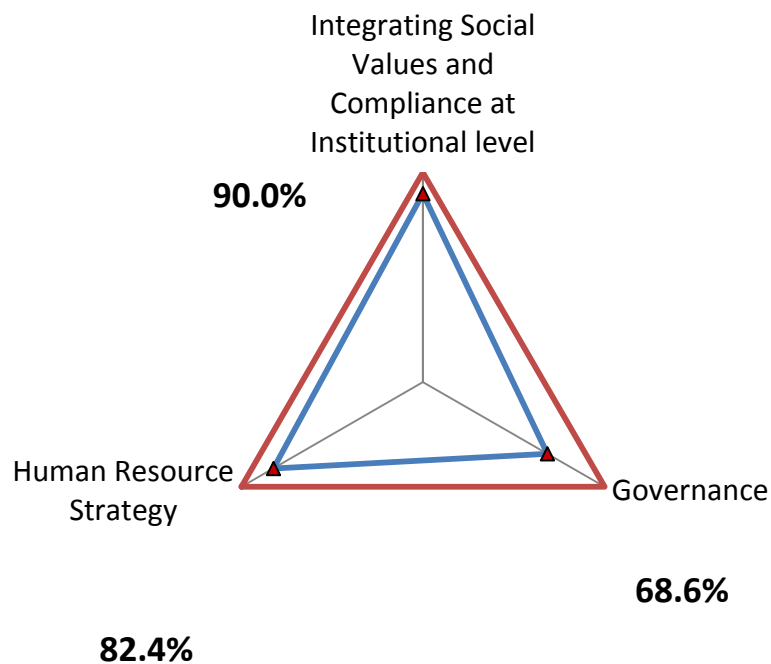 Integrating Social
Values and
Compliance at
Institutional level
90.0%
Human Resource
Strategy
Governance
68.6%
82.4%